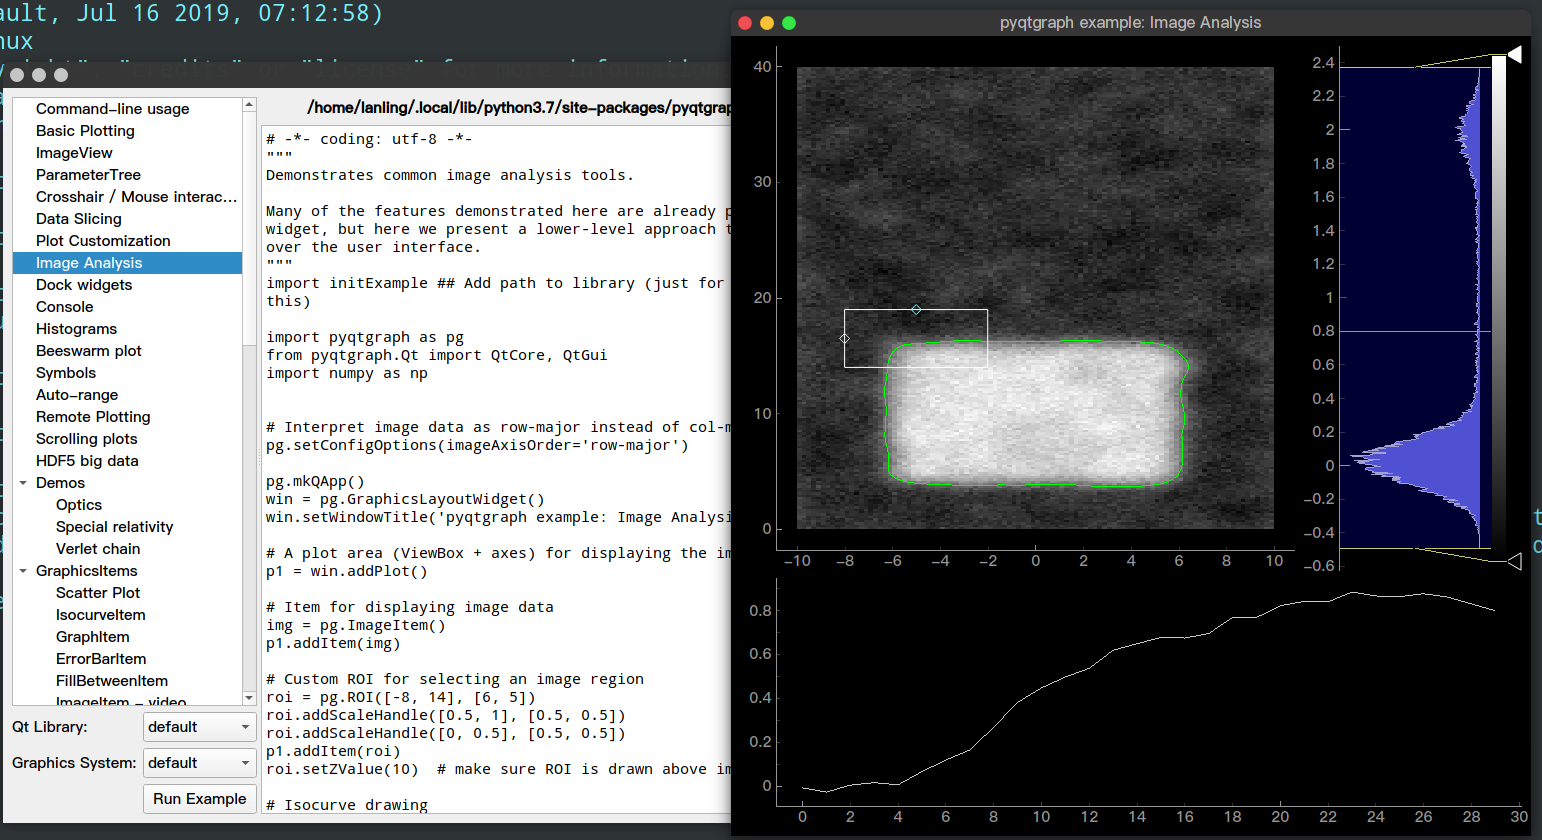 ault, Jul 16 2019, 07:12:58)
nux
pyqtgraph example: Image Analysis
Command-line usage
Basic Plotting
ImageView
ParameterTree
Crosshair / Mouse interac...
Data Slicing
Plot Customization
Image Analysis
Dock widgets
Console
Histograms
Beeswarm plot
Symbols
Auto-range
Remote Plotting
Scrolling plots
HDF5 big data
Demos
Optics
Special relativity
Verlet chain
GraphicsItems
Scatter Plot
IsocurveItem
GraphItem
ErrorBarItem
FillBetweenItem
ImageItem - video
Qt Library:
default
Graphics System:
default
Run Example
/home/lanling/.local/lib/python3.7/site-packages/pyqtgrap
# -*- coding: utf-8 -*-
"""
Demonstrates common image analysis tools.
Many of the features demonstrated here are already p
widget, but here we present a lower-level approach t
over the user interface.
"""
import initExample ## Add path to library (just for
this)
import pyqtgraph as pg
from pyqtgraph.Qt import QtCore, QtGui
import numpy as np
# Interpret image data as row-major instead of col-m
pg.setConfigOptions(imageAxisOrder='row-major')
pg.mkQApp()
win = pg.GraphicsLayoutWidget()
win.setWindowTitle('pyqtgraph example: Image Analysi
# A plot area (ViewBox + axes) for displaying the im
p1 = win.addPlot()
# Item for displaying image data
img = pg.ImageItem()
p1.addItem(img)
# Custom ROI for selecting an image region
roi = pg.ROI([-8, 14], [6, 5])
roi.addScaleHandle([0.5, 1], [0.5, 0.5])
roi.addScaleHandle([0, 0.5], [0.5, 0.5])
p1.addItem(roi)
roi.setZValue(10)  # make sure ROI is drawn above im
# Isocurve drawing
40
30
20
10
0
−10 −8 −6 −4 −2 0 2 4 6 8 10
2.4
2.2
2
1.8
1.6
1.4
1.2
1
0.8
0.6
0.4
0.2
0
−0.2
−0.4
−0.6
0.8
0.6
0.4
0.2
0
0 2 4 6 8 10 12 14 16 18 20 22 24 26 28 30